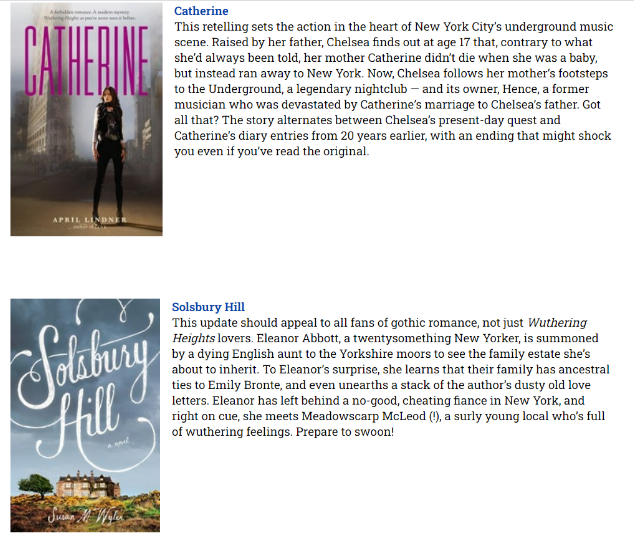 A forbidden romance. A modern mystery.
Wuthering Heights as you've never seen it before.
CATHERINE
APRIL LINDNER
Catherine
This retelling sets the action in the heart of New York City's underground music
scene. Raised by her father, Chelsea finds out at age 17 that, contrary to what
she'd always been told, her mother Catherine didn't die when she was a baby,
but instead ran away to New York. Now, Chelsea follows her mother's footsteps
to the Underground, a legendary nightclub — and its owner, Hence, a former
musician who was devastated by Catherine's marriage to Chelsea's father. Got
all that? The story alternates between Chelsea's present-day quest and
Catherine's diary entries from 20 years earlier, with an ending that might shock
you even if you've read the original.
Solsbury
Hill
a novel
Susan M. Wyler
Solsbury Hill
This update should appeal to all fans of gothic romance, not just Wuthering
Heights lovers. Eleanor Abbott, a twentysomething New Yorker, is summoned
by a dying English aunt to the Yorkshire moors to see the family estate she's
about to inherit. To Eleanor's surprise, she learns that their family has ancestral
ties to Emily Bronte, and even unearths a stack of the author's dusty old love
letters. Eleanor has left behind a no-good, cheating fiance in New York, and
right on cue, she meets Meadowscarp McLeod (!), a surly young local who's full
of wuthering feelings. Prepare to swoon!